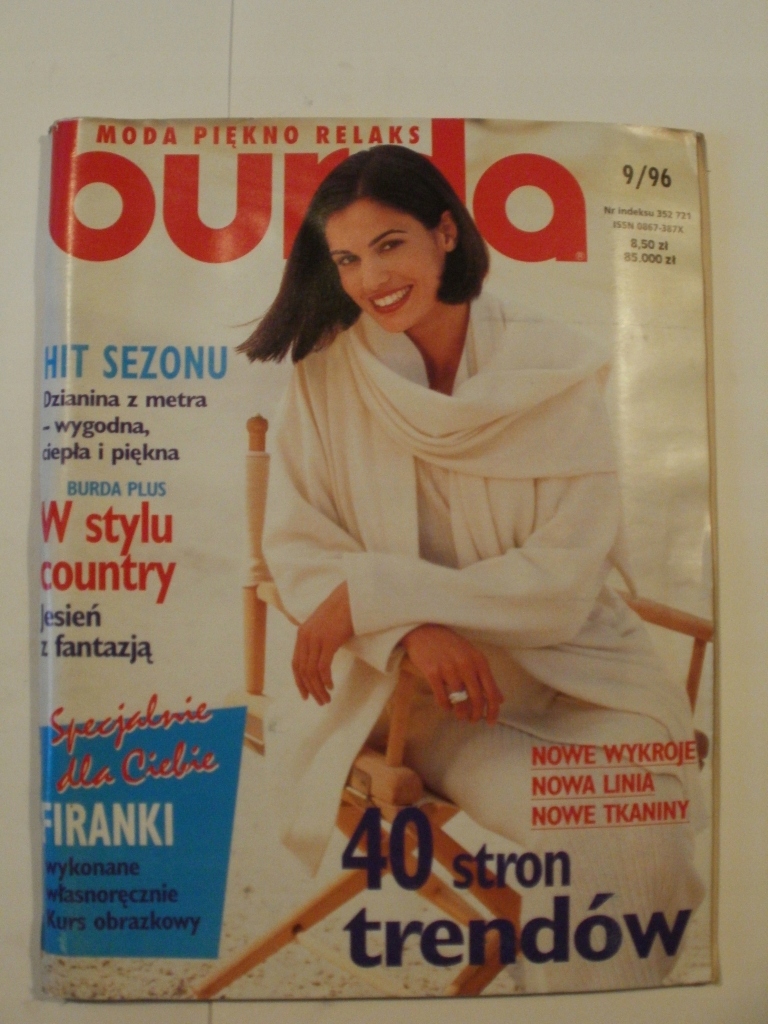 MODA PIĘKNO RELAKS
burda
9/96
Nr indeksu 352 721
ISSN 0867-387X
8,50 zł
85.000 zł
HIT SEZONU
Dzianina z metra
- wygodna,
ciepła i piękna
BURDA PLUS
W stylu
country
Jesień
z fantazją
Specjalnie
dla Ciebie
FIRANKI
wykonane
własnoręcznie
Kurs obrazkowy
NOWE WYKROJE
NOWA LINIA
NOWE TKANINY
40 stron
trendów